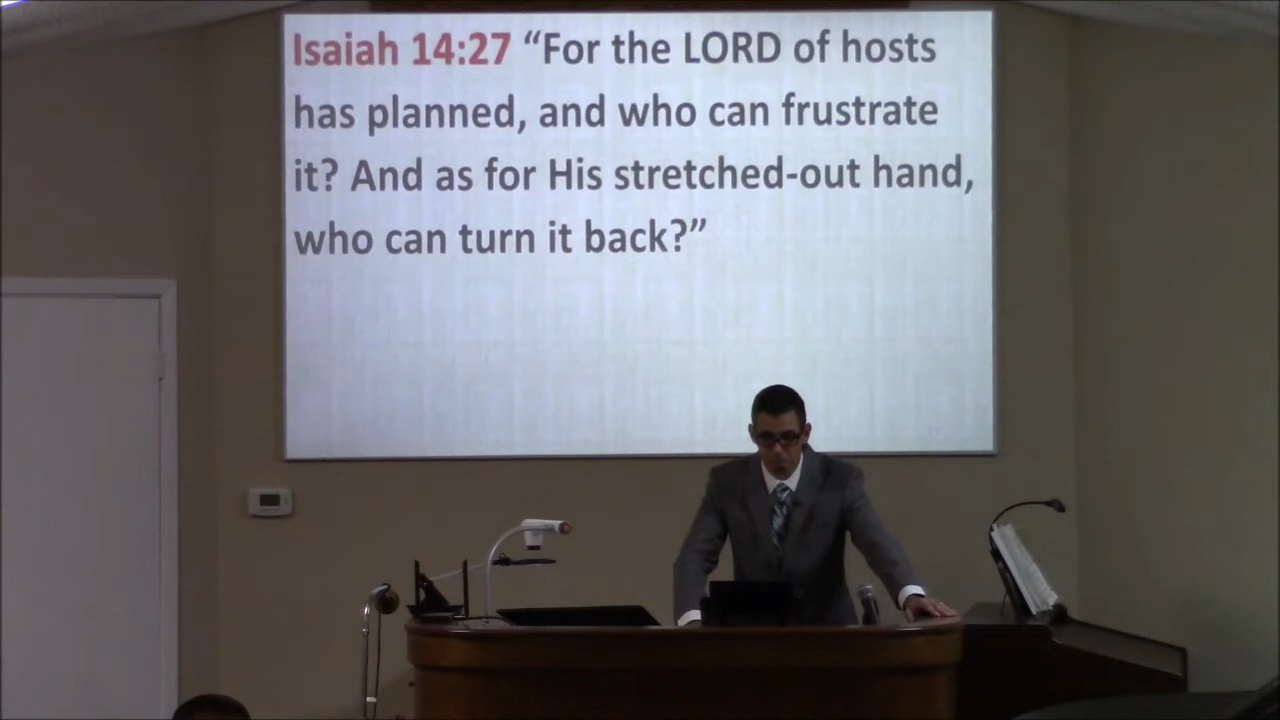 Isaiah 14:27 “For the LORD of hosts
has planned, and who can frustrate
it? And as for His stretched-out hand,
who can turn it back?”